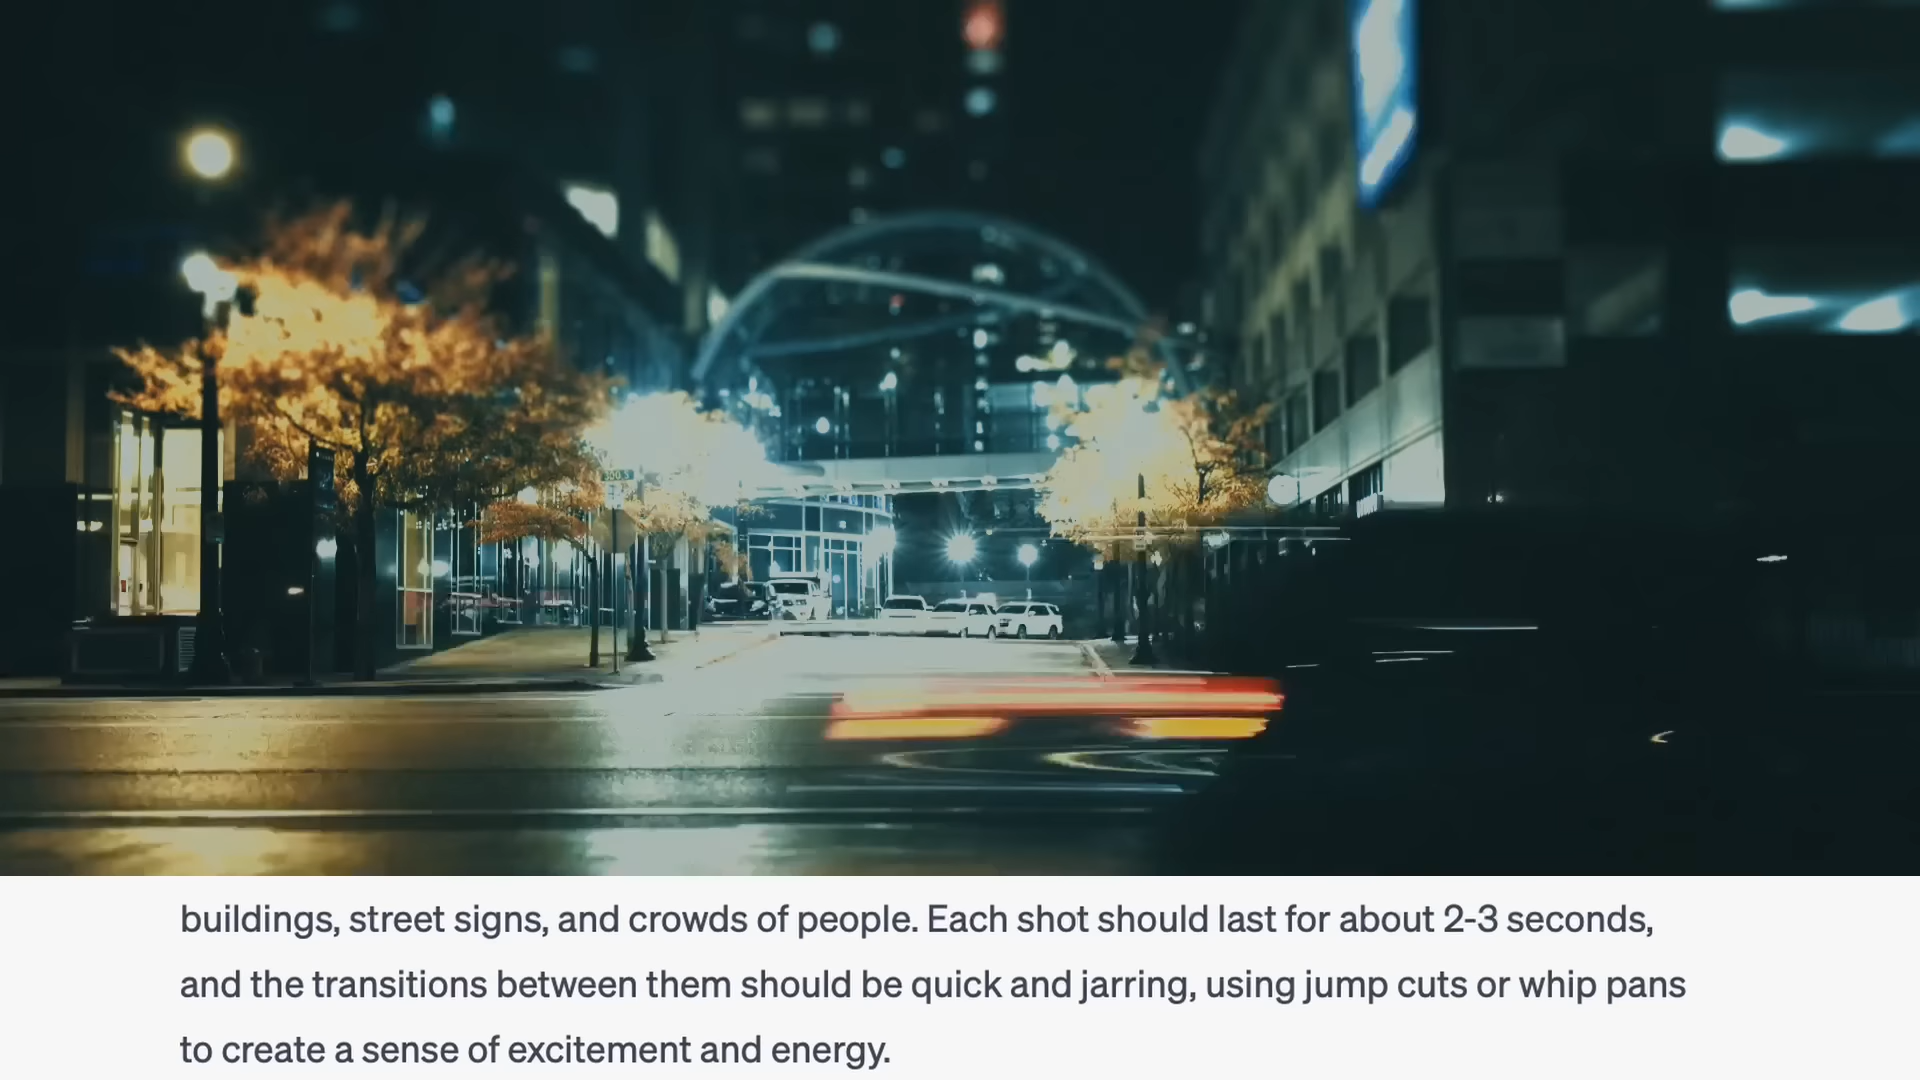 300 S
buildings, street signs, and crowds of people. Each shot should last for about 2-3 seconds,
and the transitions between them should be quick and jarring, using jump cuts or whip pans
to create a sense of excitement and energy.